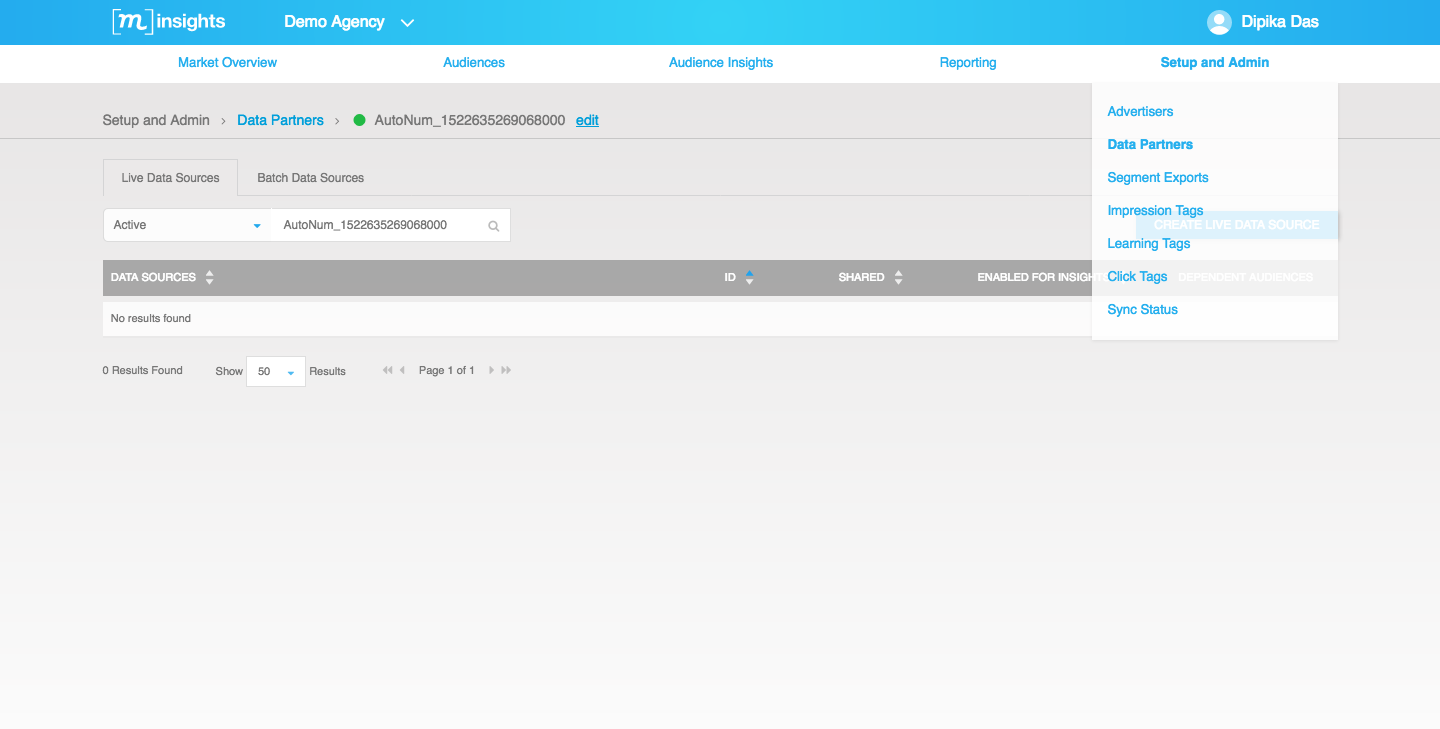 [m]insights Demo Agency Dipika Das
Market Overview Audiences Audience Insights Reporting Setup and Admin
Setup and Admin › Data Partners › AutoNum_1522635269068000 edit
Advertisers
Data Partners
Segment Exports
Impression Tags
Learning Tags
Click Tags
Sync Status
Live Data Sources Batch Data Sources
Active AutoNum_1522635269068000 CREATE LIVE DATA SOURCE
DATA SOURCES ID SHARED ENABLED FOR INSIGHTS DEPENDENT AUDIENCES
No results found
0 Results Found Show 50 Results Page 1 of 1